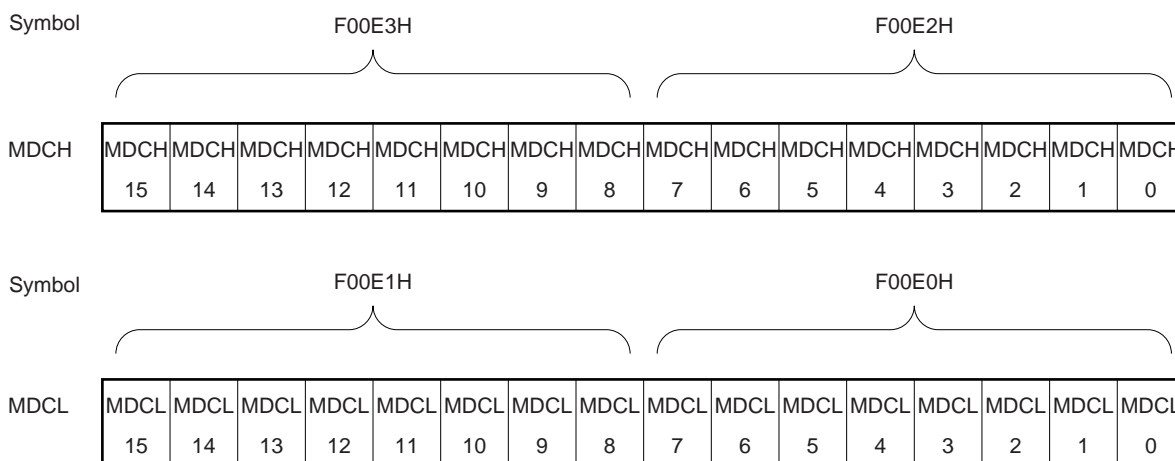 Symbol F00E3H F00E2H
MDCH MDCH MDCH MDCH MDCH MDCH MDCH MDCH MDCH MDCH MDCH MDCH MDCH MDCH MDCH MDCH MDCH
15 14 13 12 11 10 9 8 7 6 5 4 3 2 1 0
Symbol F00E1H F00E0H
MDCL MDCL MDCL MDCL MDCL MDCL MDCL MDCL MDCL MDCL MDCL MDCL MDCL MDCL MDCL MDCL MDCL
15 14 13 12 11 10 9 8 7 6 5 4 3 2 1 0